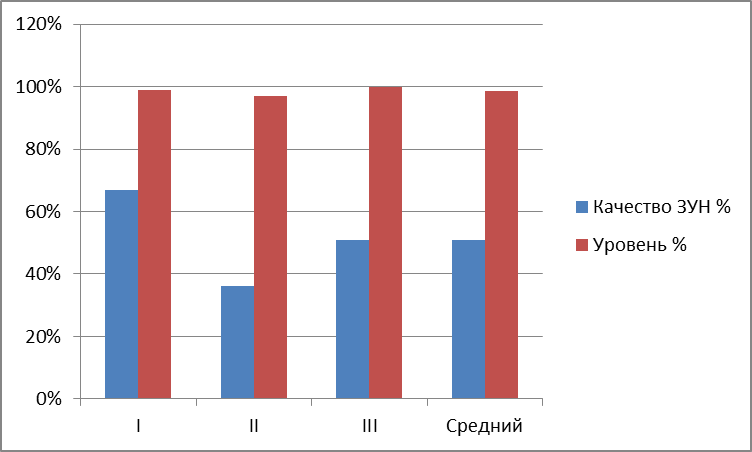 120%
100%
80%
60%
40%
20%
0%
I
II
III
Средний
Качество ЗУН %
Уровень %